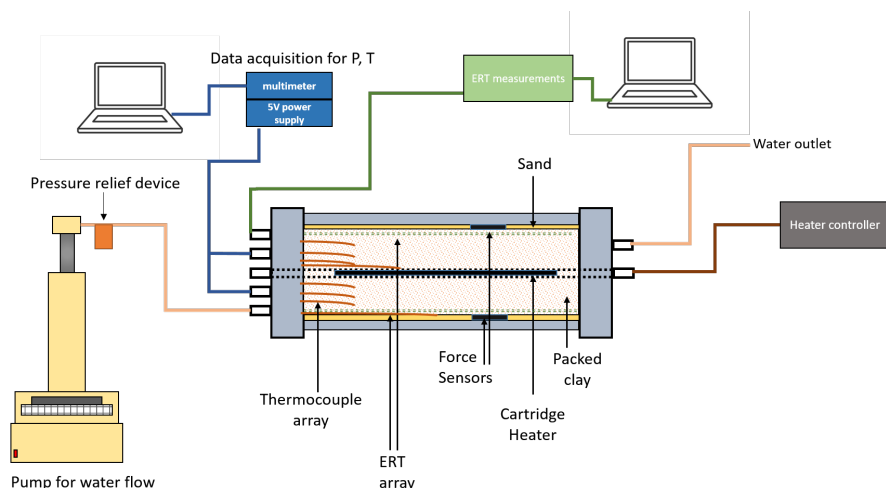 Data acquisition for P, T
multimeter
5V power
supply
ERT measurements
Water outlet
Sand
Pressure relief device
Heater controller
Force
Sensors
Packed
clay
Thermocouple
array
Cartridge
Heater
ERT
array
Pump for water flow